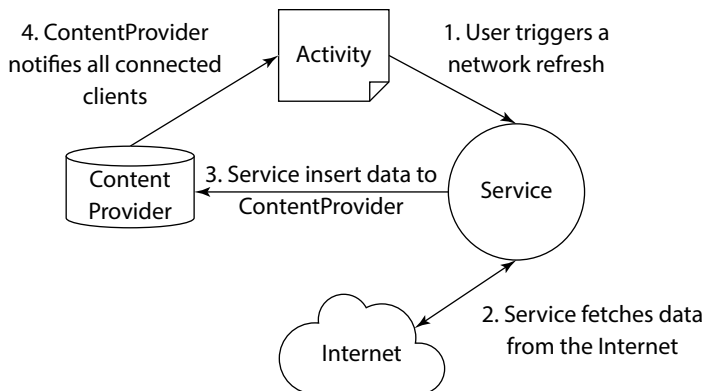 4. ContentProvider
notifies all connected
clients
Activity
1. User triggers a
network refresh
Content
Provider
3. Service insert data to
ContentProvider
Service
2. Service fetches data
from the Internet
Internet